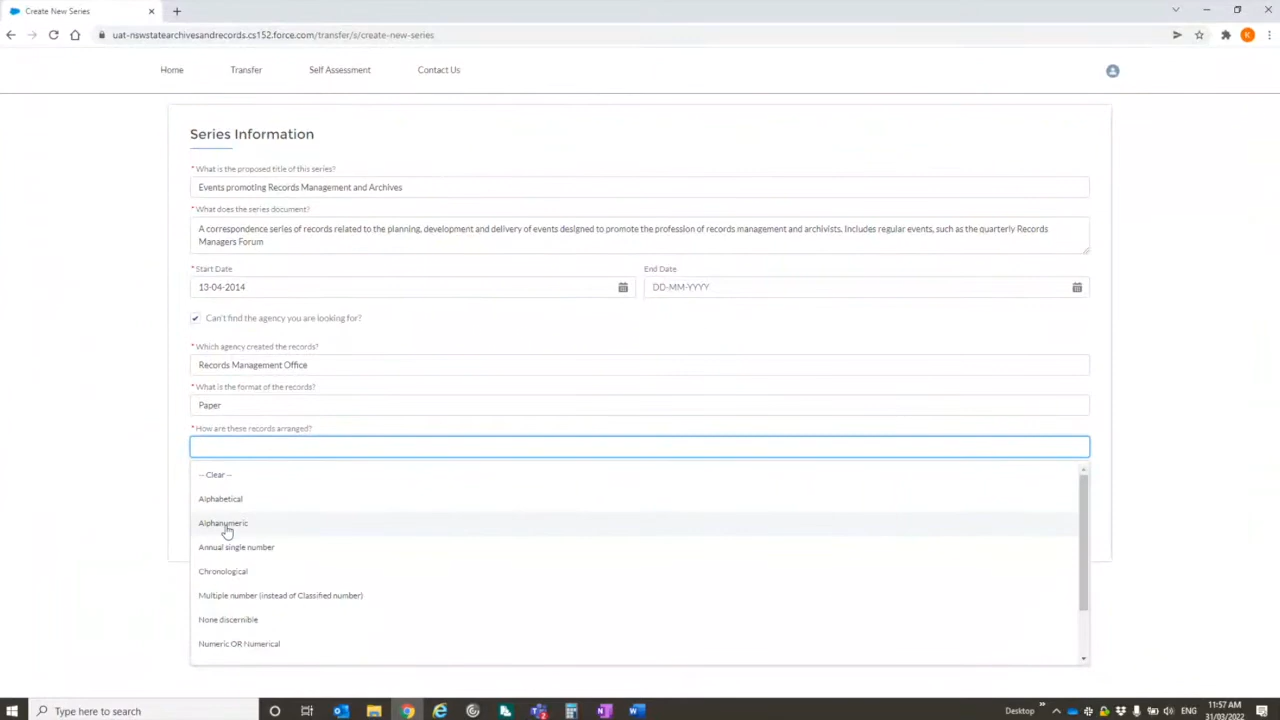 Create New Series
uat-nswstatearchivesandrecords.cs152.force.com/transfer/s/create-new-series
Home
Transfer
Self Assessment
Contact Us
K
Series Information
* What is the proposed title of this series?
Events promoting Records Management and Archives
* What does the series document?
A correspondence series of records related to the planning, development and delivery of events designed to promote the profession of records management and archivists. Includes regular events, such as the quarterly Records
Managers Forum
* Start Date
End Date
13-04-2014
DD-MM-YYYY
Can't find the agency you are looking for?
* Which agency created the records?
Records Management Office
* What is the format of the records?
Paper
* How are these records arranged?
-- Clear --
Alphabetical
Alphanumeric
Annual single number
Chronological
Multiple number (instead of Classified number)
None discernible
Numeric OR Numerical
Type here to search
Desktop
ENG
11:57 AM
31/03/2022